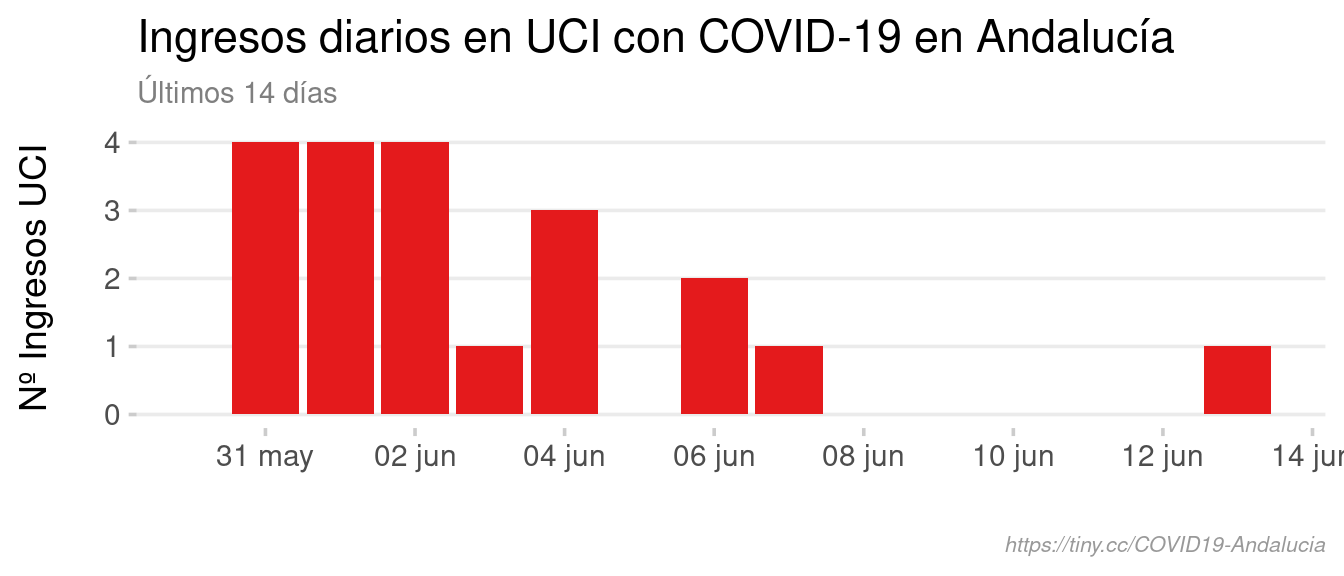 Ingresos diarios en UCI con COVID-19 en Andalucía
Últimos 14 días
Nº Ingresos UCI
4
3
2
1
0
31 may 02 jun 04 jun 06 jun 08 jun 10 jun 12 jun 14 jun
https://tiny.cc/COVID19-Andalucia